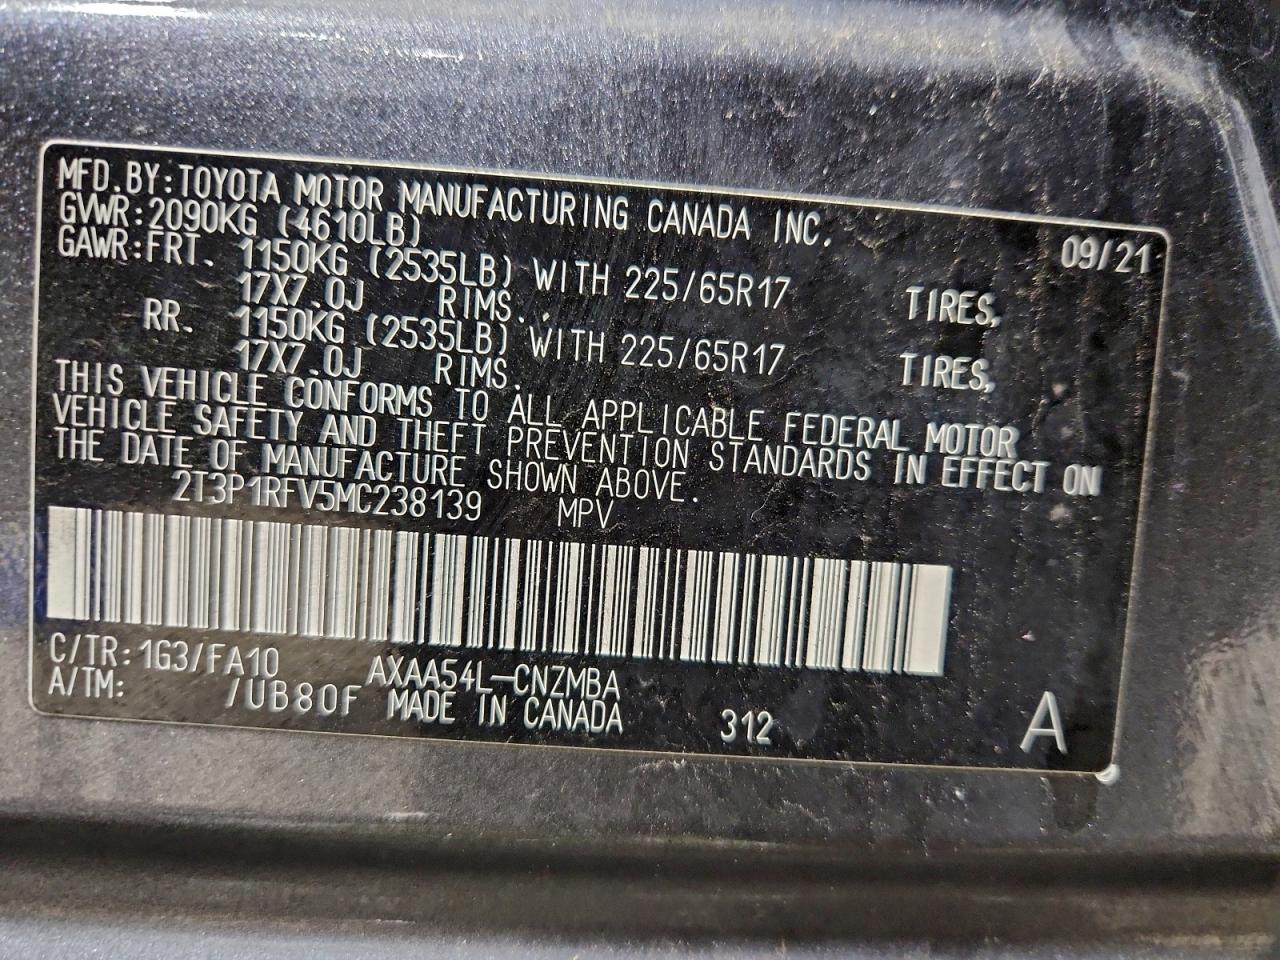 MFD.BY:TOYOTA MOTOR MANUFACTURING CANADA INC.
GVWR:2090KG (4610LB) 09/21
GAWR:FRT. 1150KG (2535LB) WITH 225/65R17 TIRES,
17X7.0J RIMS.,
RR. 1150KG (2535LB) WITH 225/65R17 TIRES,
17X7.0J RIMS.
THIS VEHICLE CONFORMS TO ALL APPLICABLE FEDERAL MOTOR
VEHICLE SAFETY AND THEFT PREVENTION STANDARDS IN EFFECT ON
THE DATE OF MANUFACTURE SHOWN ABOVE.
2T3P1RFV5MC238139 MPV
C/TR:1G3/FA10 AXAA54L-CNZMBA
A/TM: /UB80F MADE IN CANADA 312 A